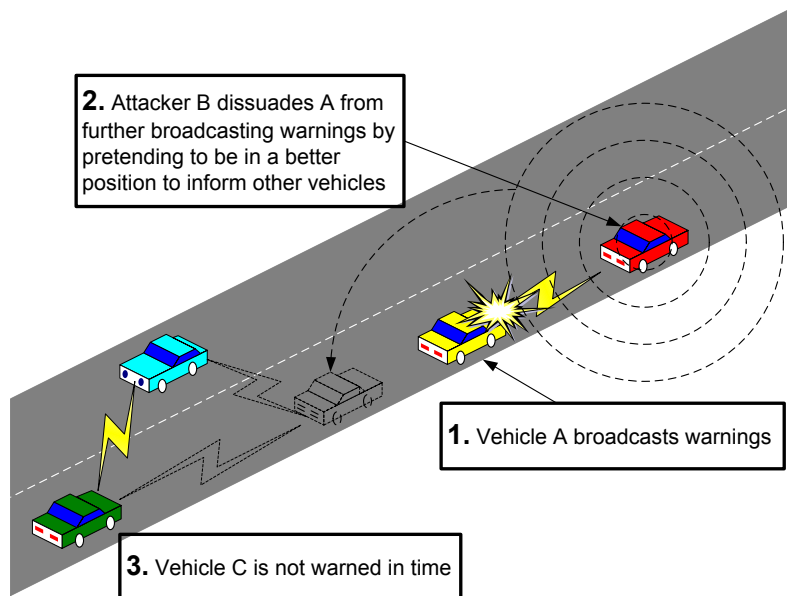 2. Attacker B dissuades A from
further broadcasting warnings by
pretending to be in a better
position to inform other vehicles
1. Vehicle A broadcasts warnings
3. Vehicle C is not warned in time